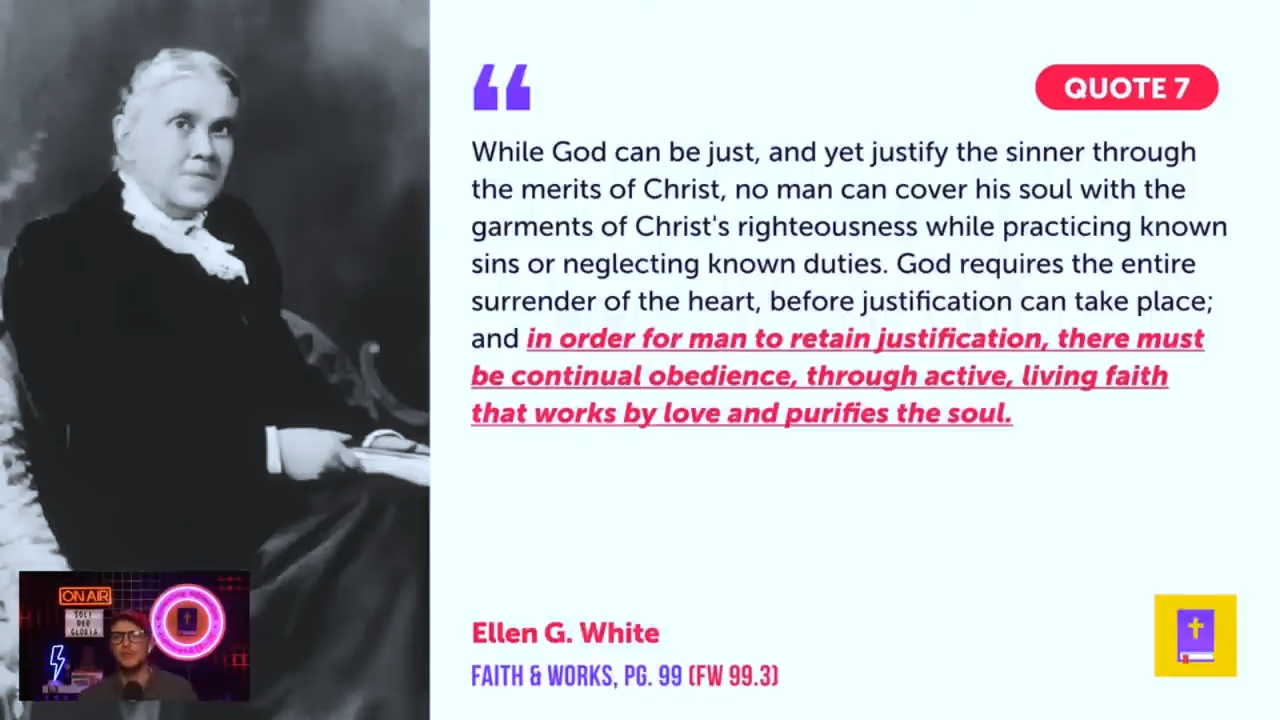 “
QUOTE 7
While God can be just, and yet justify the sinner through
the merits of Christ, no man can cover his soul with the
garments of Christ's righteousness while practicing known
sins or neglecting known duties. God requires the entire
surrender of the heart, before justification can take place;
and in order for man to retain justification, there must
be continual obedience, through active, living faith
that works by love and purifies the soul.
Ellen G. White
FAITH & WORKS, PG. 99 (FW 99.3)
ON AIR
SOLI
DEO
GLORIA